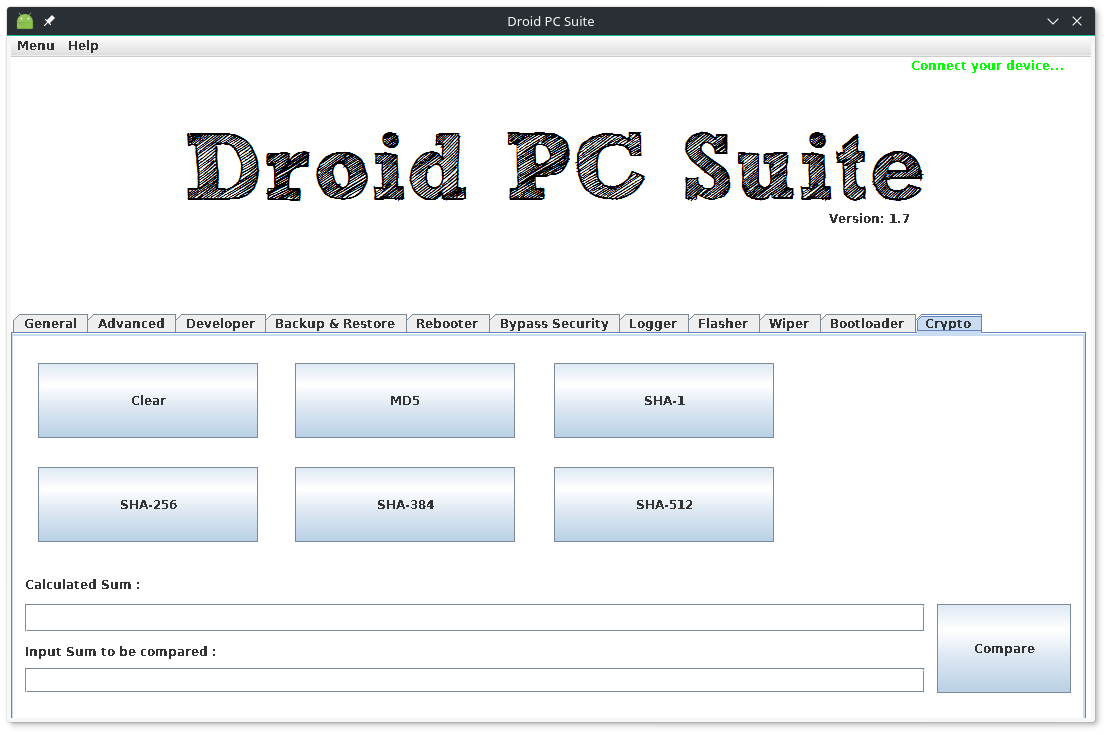 Droid PC Suite
Menu Help
Connect your device...
Droid PC Suite
Version: 1.7
General Advanced Developer Backup & Restore Rebooter Bypass Security Logger Flasher Wiper Bootloader Crypto
Clear MD5 SHA-1
SHA-256 SHA-384 SHA-512
Calculated Sum :
Input Sum to be compared :
Compare